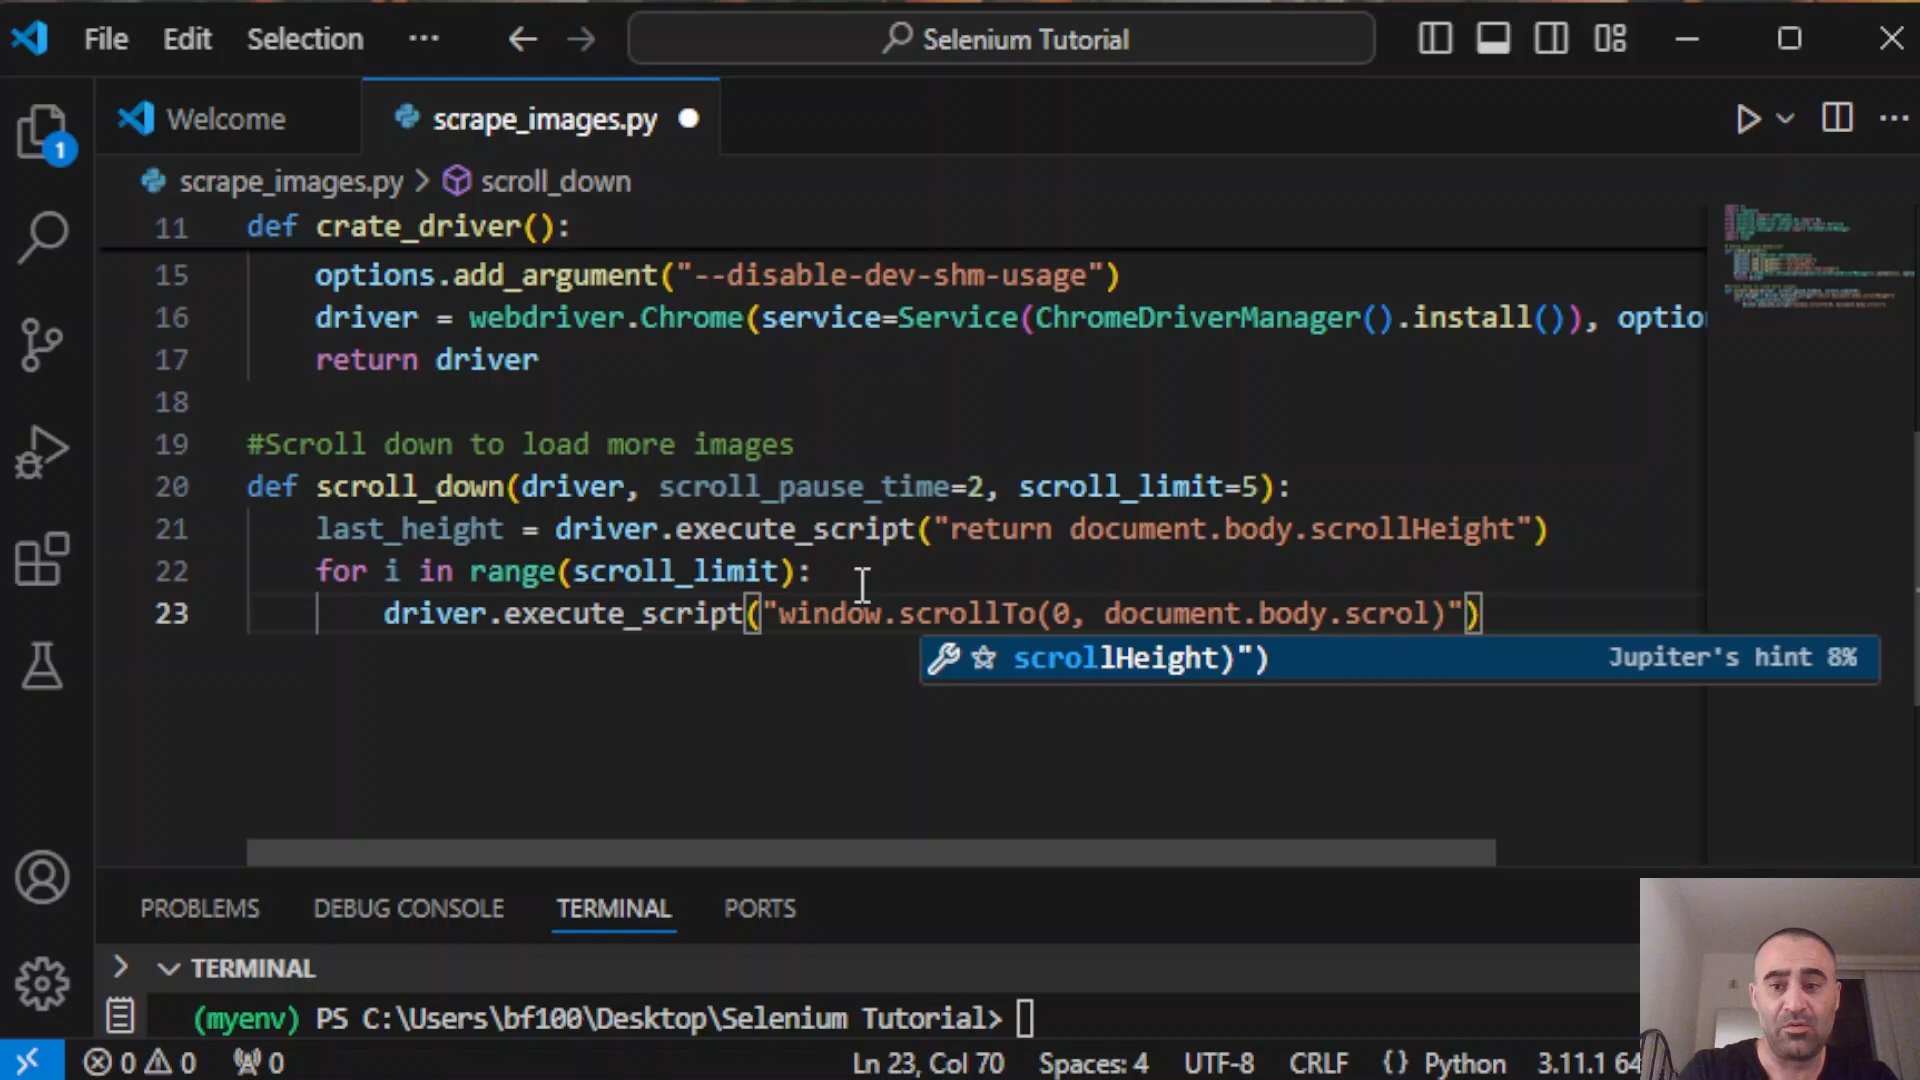 File Edit Selection ··· Selenium Tutorial
Welcome scrape_images.py
scrape_images.py > scroll_down
1
11 def crate_driver():
15 options.add_argument("--disable-dev-shm-usage")
16 driver = webdriver.Chrome(service=Service(ChromeDriverManager().install()), optio
17 return driver
18
19 #Scroll down to load more images
20 def scroll_down(driver, scroll_pause_time=2, scroll_limit=5):
21 last_height = driver.execute_script("return document.body.scrollHeight")
22 for i in range(scroll_limit):
23 driver.execute_script("window.scrollTo(0, document.body.scrol)")
scrollHeight)") Jupiter's hint 8%
PROBLEMS DEBUG CONSOLE TERMINAL PORTS
TERMINAL
(myenv) PS C:\Users\bf100\Desktop\Selenium Tutorial>
0 0 0 Ln 23, Col 70 Spaces: 4 UTF-8 CRLF {} Python 3.11.1 64